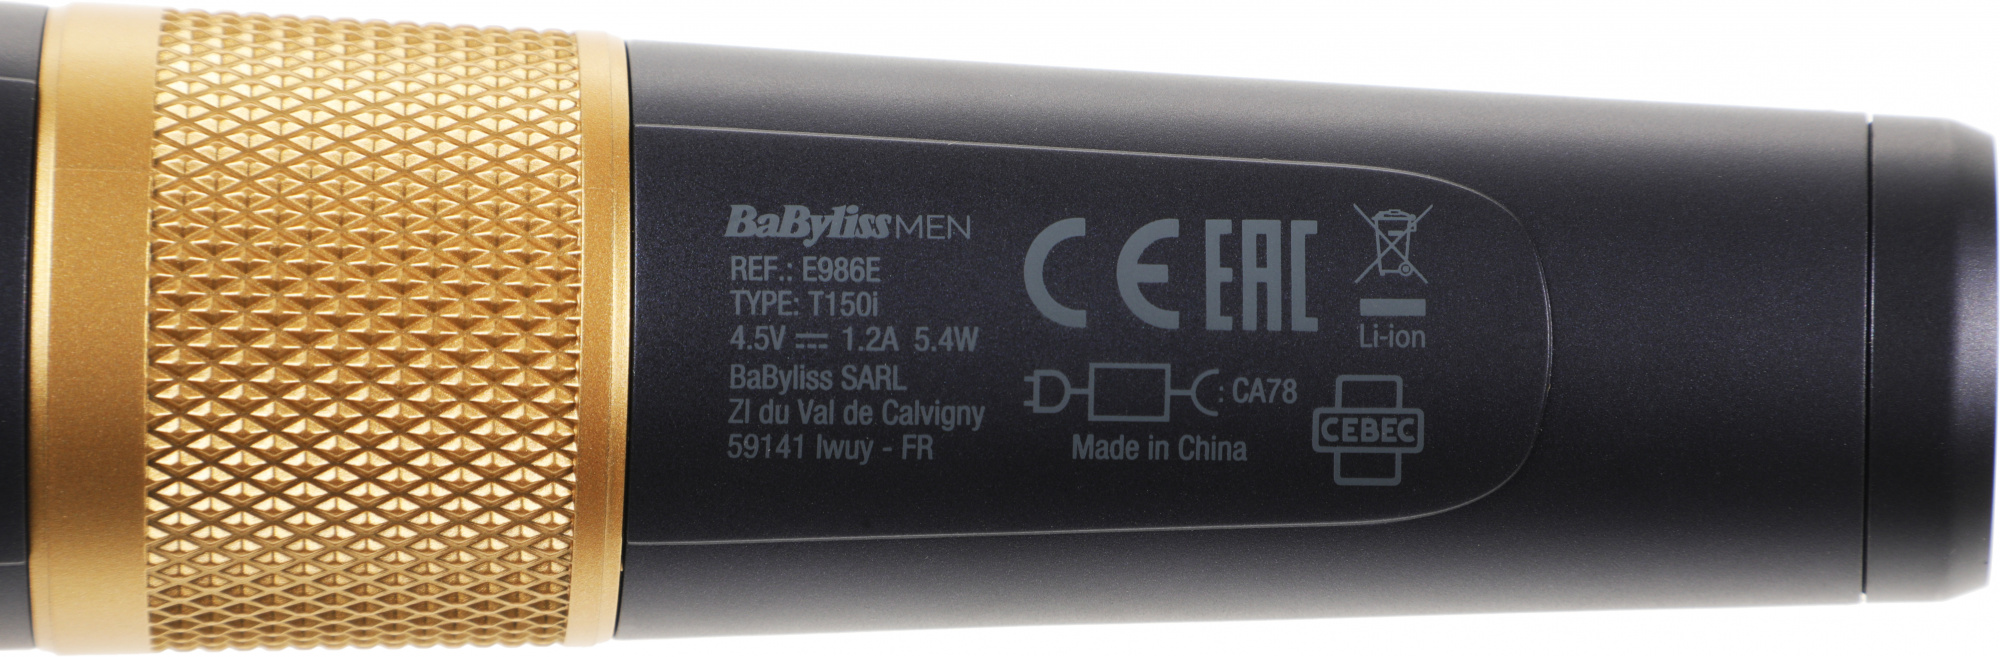 BaBylissMEN
REF.: E986E
TYPE: T150i
4.5V ⎓ 1.2A 5.4W
BaByliss SARL
ZI du Val de Calvigny
59141 Iwuy - FR
CE EAC
Li-ion
: CA78
Made in China
CEBEC